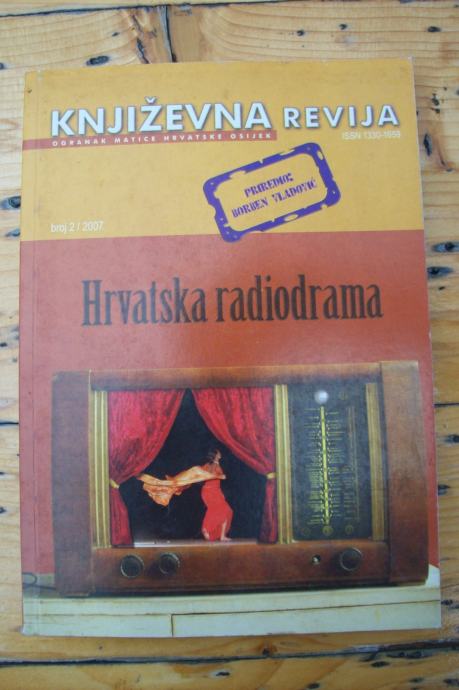 KNJIŽEVNA REVIJA
OGRANAK MATICE HRVATSKE OSIJEK
ISSN 1330-1659
PRIREDIO:
BORBEN VLADOVIĆ
broj 2 / 2007.
Hrvatska radiodrama